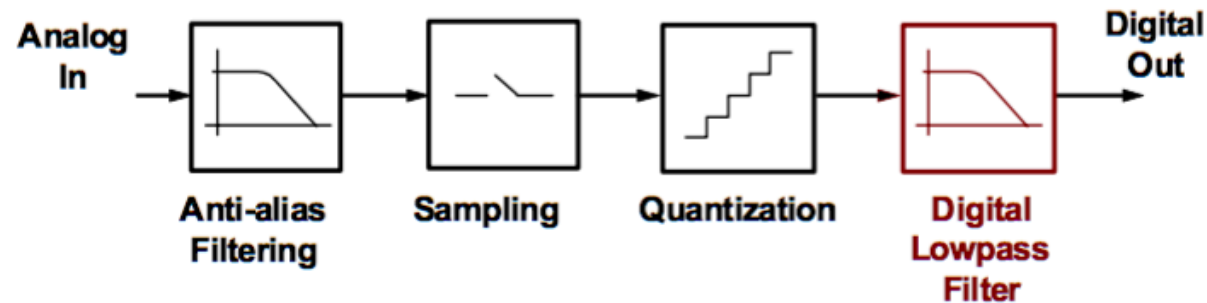 Analog
In
Digital
Out
Anti-alias
Filtering
Sampling
Quantization
Digital
Lowpass
Filter